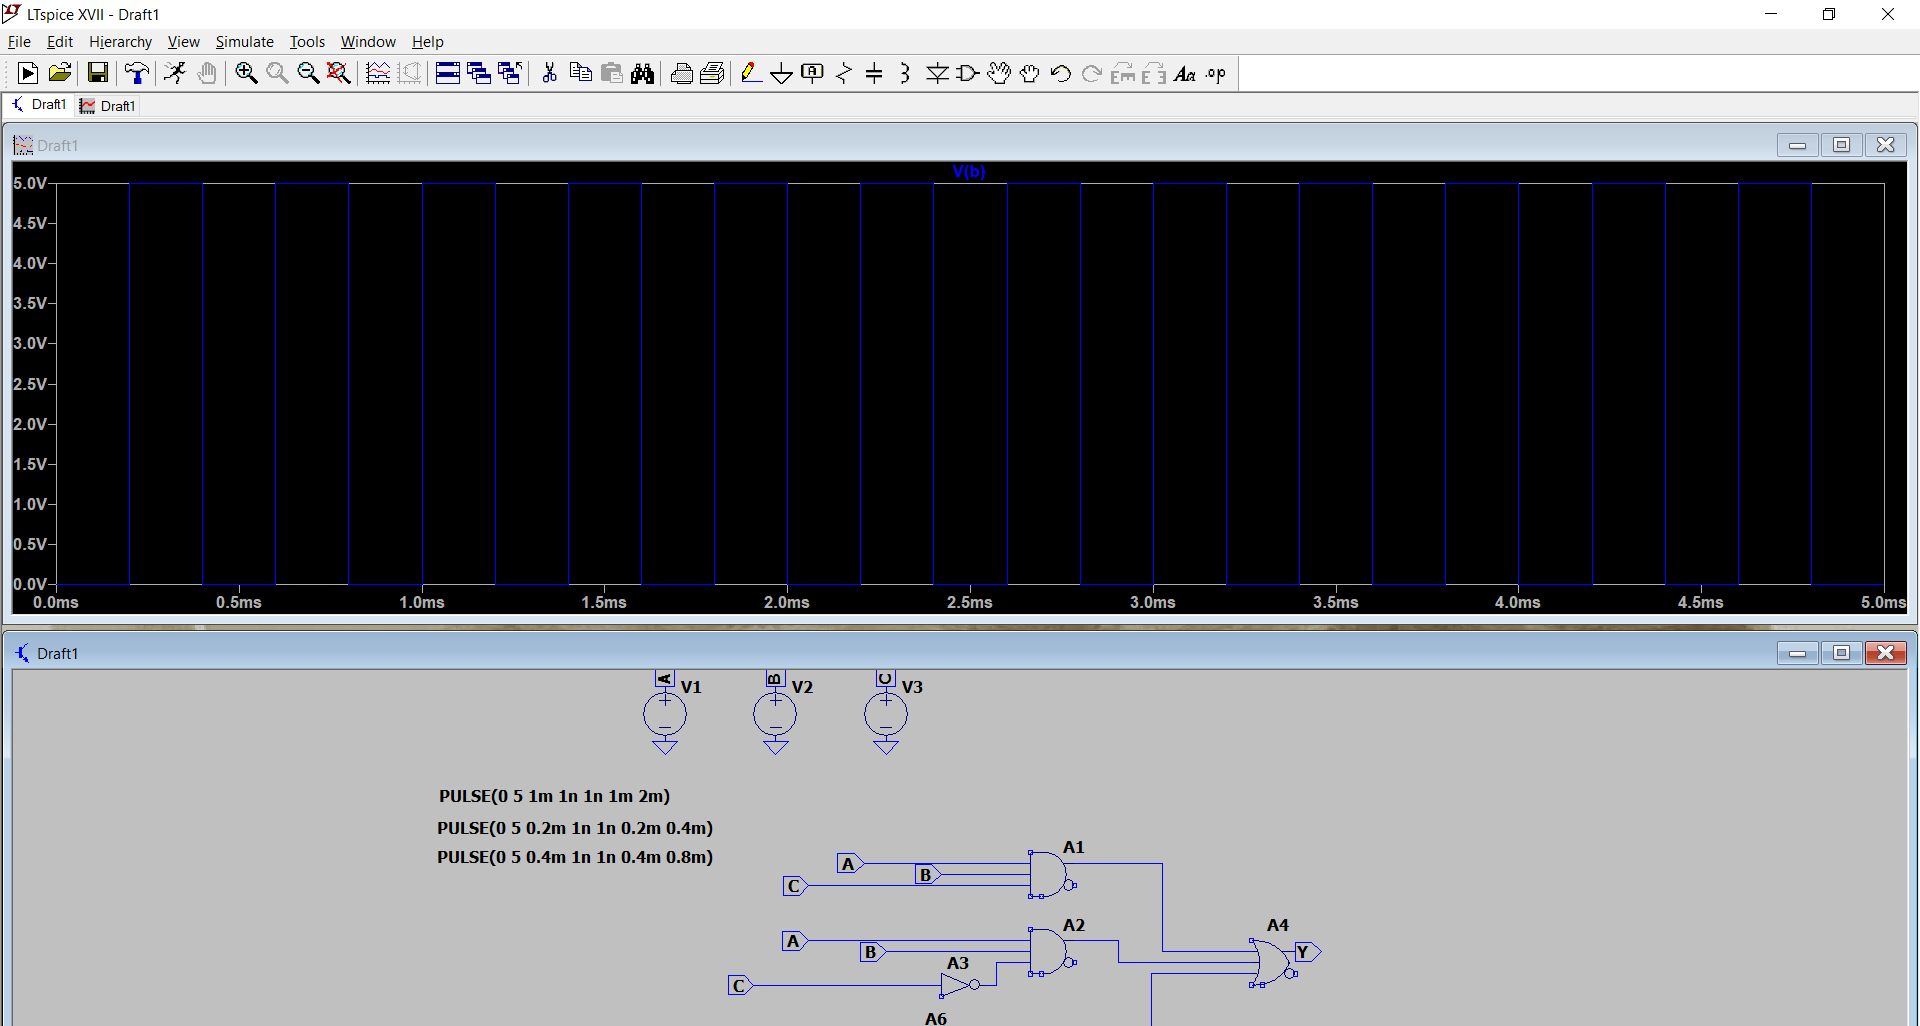 LTspice XVII - Draft1
File Edit Hierarchy View Simulate Tools Window Help
Draft1 Draft1
Draft1
V(b)
5.0V
4.5V
4.0V
3.5V
3.0V
2.5V
2.0V
1.5V
1.0V
0.5V
0.0V
0.0ms 0.5ms 1.0ms 1.5ms 2.0ms 2.5ms 3.0ms 3.5ms 4.0ms 4.5ms 5.0ms
Draft1
A V1 B V2 C V3
PULSE(0 5 1m 1n 1n 1m 2m)
PULSE(0 5 0.2m 1n 1n 0.2m 0.4m)
PULSE(0 5 0.4m 1n 1n 0.4m 0.8m)
A1
A
B
C
A2 A4
A
B Y
A3
C
A6